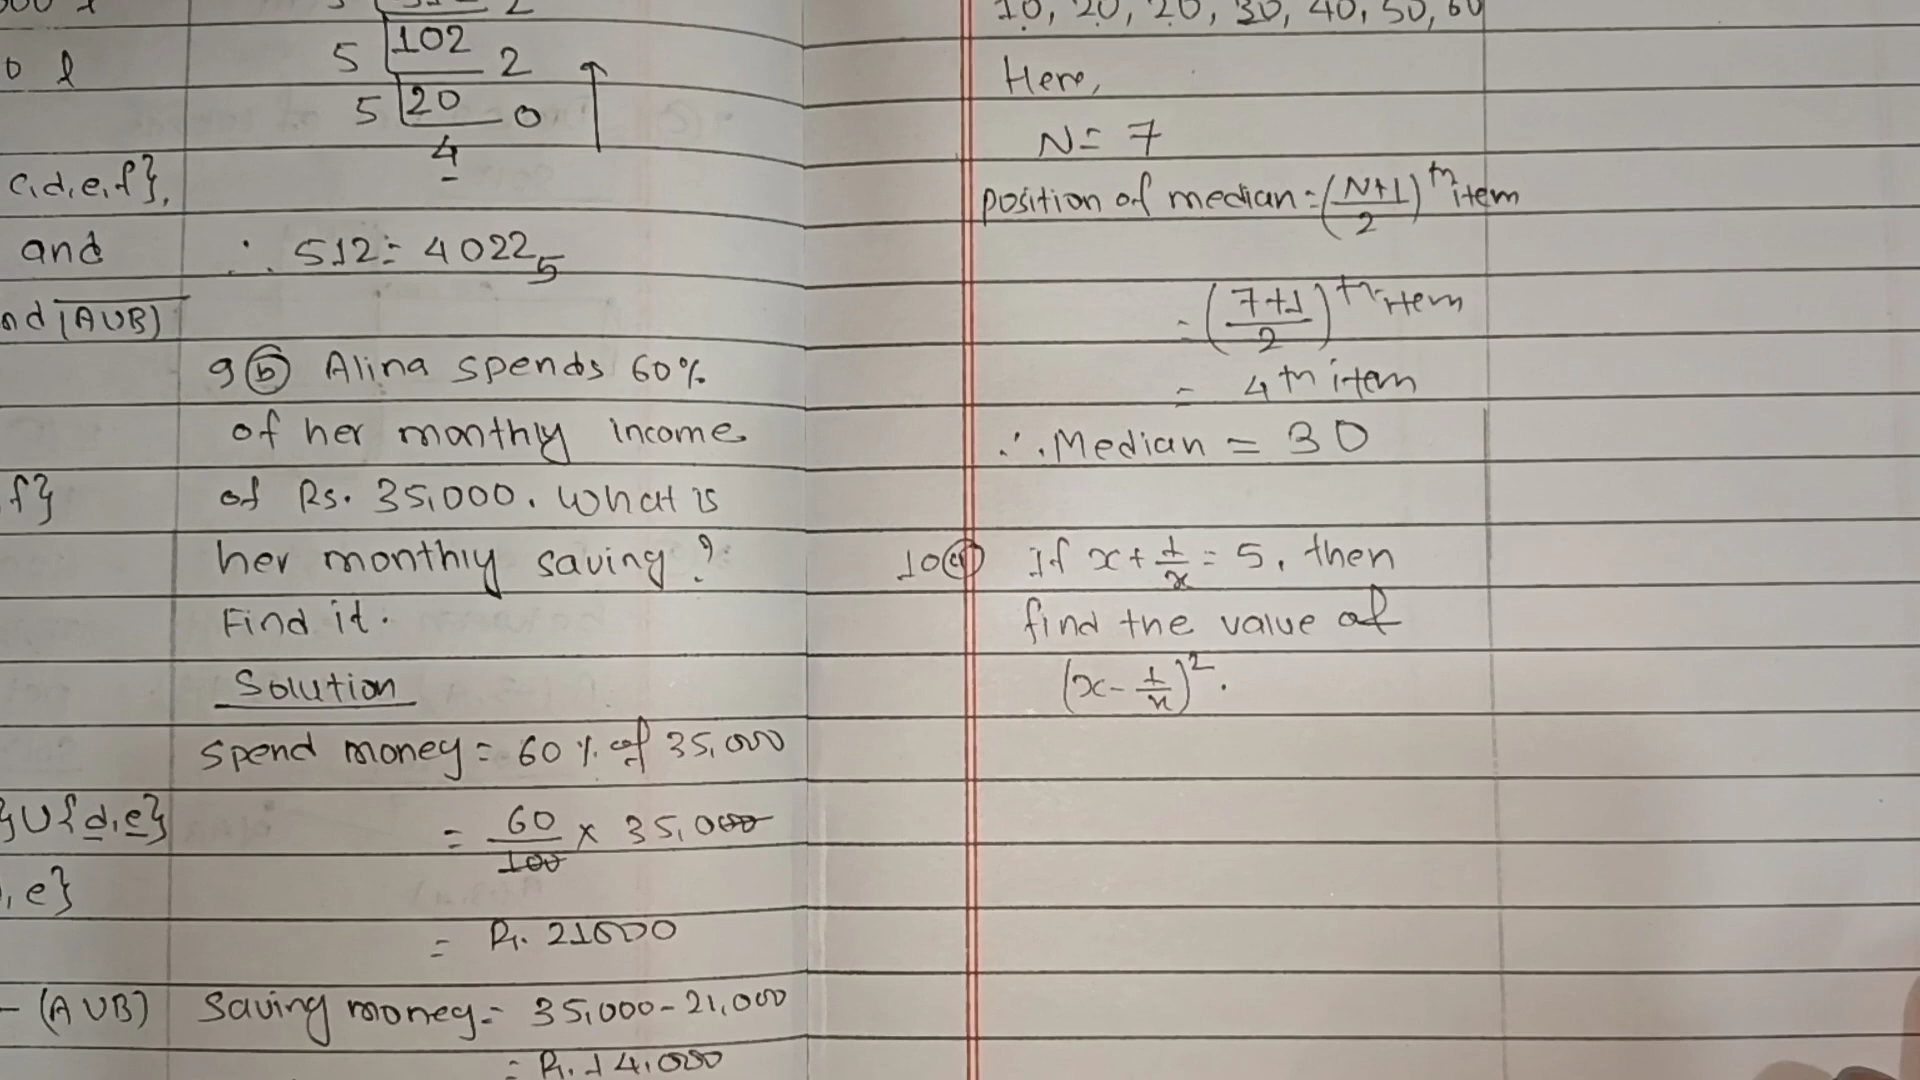 o l
c,d,e,f},
and
nd (AUB)
f}
}U{d,e}
, e}
- (AUB)
2
5 102 2
5 20 0
4
∴ 512 = 4022₅
9 (b) Alina spends 60%
of her monthly income
of Rs. 35,000. What is
her monthly saving?
Find it.
Solution
Spend money = 60 % of 35,000
= 60/100 × 35,000
= Rs. 21000
Saving money = 35,000 - 21,000
= Rs. 14,000
10, 20, 20, 30, 40, 50, 60
Here,
N = 7
position of median = (N+1/2)th item
= (7+1/2)th item
= 4th item
∴ Median = 30
10 (a) If x + 1/x = 5, then
find the value of
(x - 1/x)².